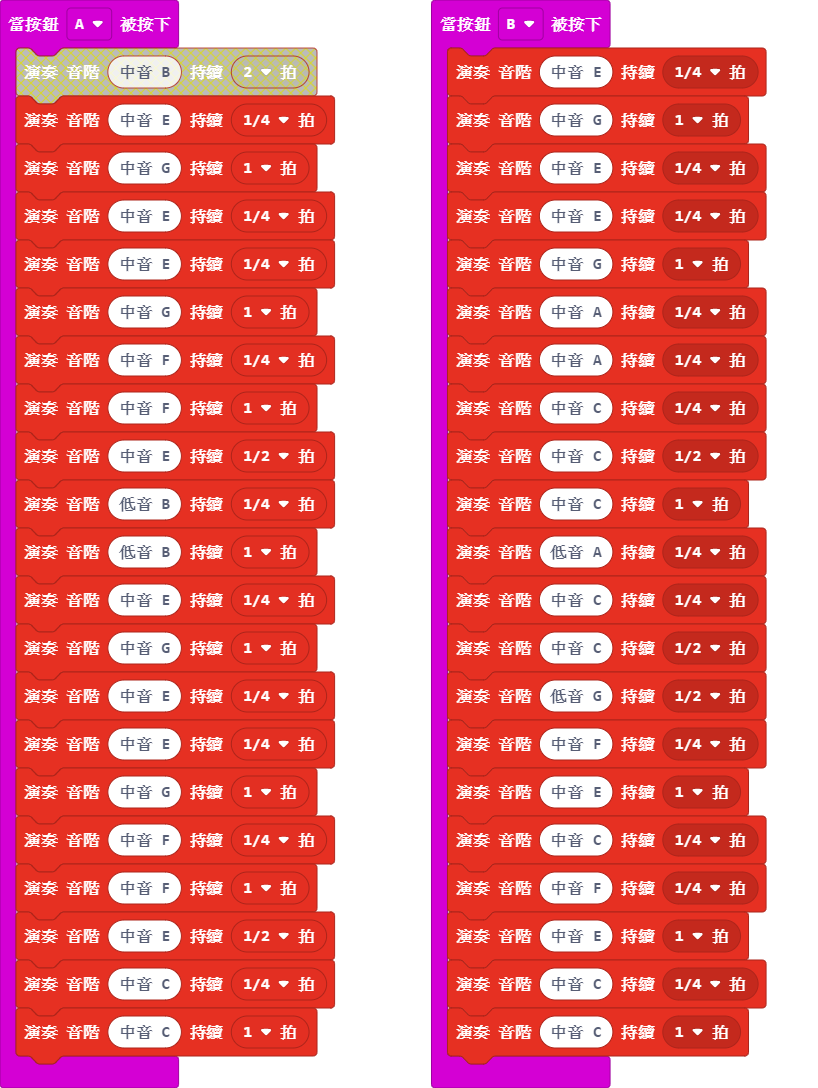 當按鈕 A 被按下
演奏 音階 中音 B 持續 2 拍
演奏 音階 中音 E 持續 1/4 拍
演奏 音階 中音 G 持續 1 拍
演奏 音階 中音 E 持續 1/4 拍
演奏 音階 中音 E 持續 1/4 拍
演奏 音階 中音 G 持續 1 拍
演奏 音階 中音 F 持續 1/4 拍
演奏 音階 中音 F 持續 1 拍
演奏 音階 中音 E 持續 1/2 拍
演奏 音階 低音 B 持續 1/4 拍
演奏 音階 低音 B 持續 1 拍
演奏 音階 中音 E 持續 1/4 拍
演奏 音階 中音 G 持續 1 拍
演奏 音階 中音 E 持續 1/4 拍
演奏 音階 中音 E 持續 1/4 拍
演奏 音階 中音 G 持續 1 拍
演奏 音階 中音 F 持續 1/4 拍
演奏 音階 中音 F 持續 1 拍
演奏 音階 中音 E 持續 1/2 拍
演奏 音階 中音 C 持續 1/4 拍
演奏 音階 中音 C 持續 1 拍
當按鈕 B 被按下
演奏 音階 中音 E 持續 1/4 拍
演奏 音階 中音 G 持續 1 拍
演奏 音階 中音 E 持續 1/4 拍
演奏 音階 中音 E 持續 1/4 拍
演奏 音階 中音 G 持續 1 拍
演奏 音階 中音 A 持續 1/4 拍
演奏 音階 中音 A 持續 1/4 拍
演奏 音階 中音 C 持續 1/4 拍
演奏 音階 中音 C 持續 1/2 拍
演奏 音階 中音 C 持續 1 拍
演奏 音階 低音 A 持續 1/4 拍
演奏 音階 中音 C 持續 1/4 拍
演奏 音階 中音 C 持續 1/2 拍
演奏 音階 低音 G 持續 1/2 拍
演奏 音階 中音 F 持續 1/4 拍
演奏 音階 中音 E 持續 1 拍
演奏 音階 中音 C 持續 1/4 拍
演奏 音階 中音 F 持續 1/4 拍
演奏 音階 中音 E 持續 1 拍
演奏 音階 中音 C 持續 1/4 拍
演奏 音階 中音 C 持續 1 拍